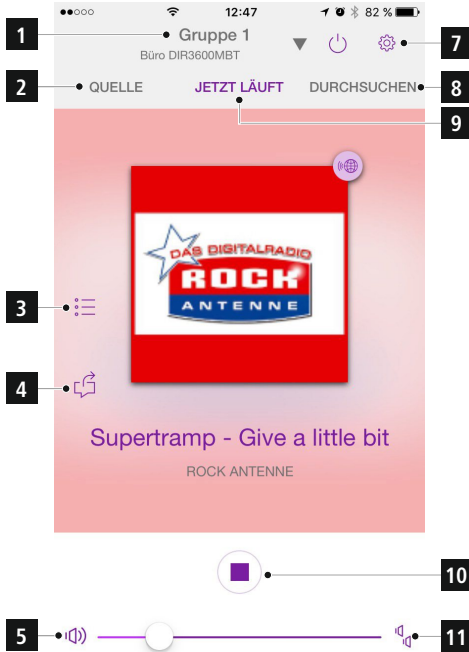 12:47
82 %
1
Gruppe 1
Büro DIR3600MBT
7
2
QUELLE
JETZT LÄUFT
DURCHSUCHEN
8
9
DAS DIGITALRADIO
ROCK
ANTENNE
3
4
Supertramp - Give a little bit
ROCK ANTENNE
10
5
11